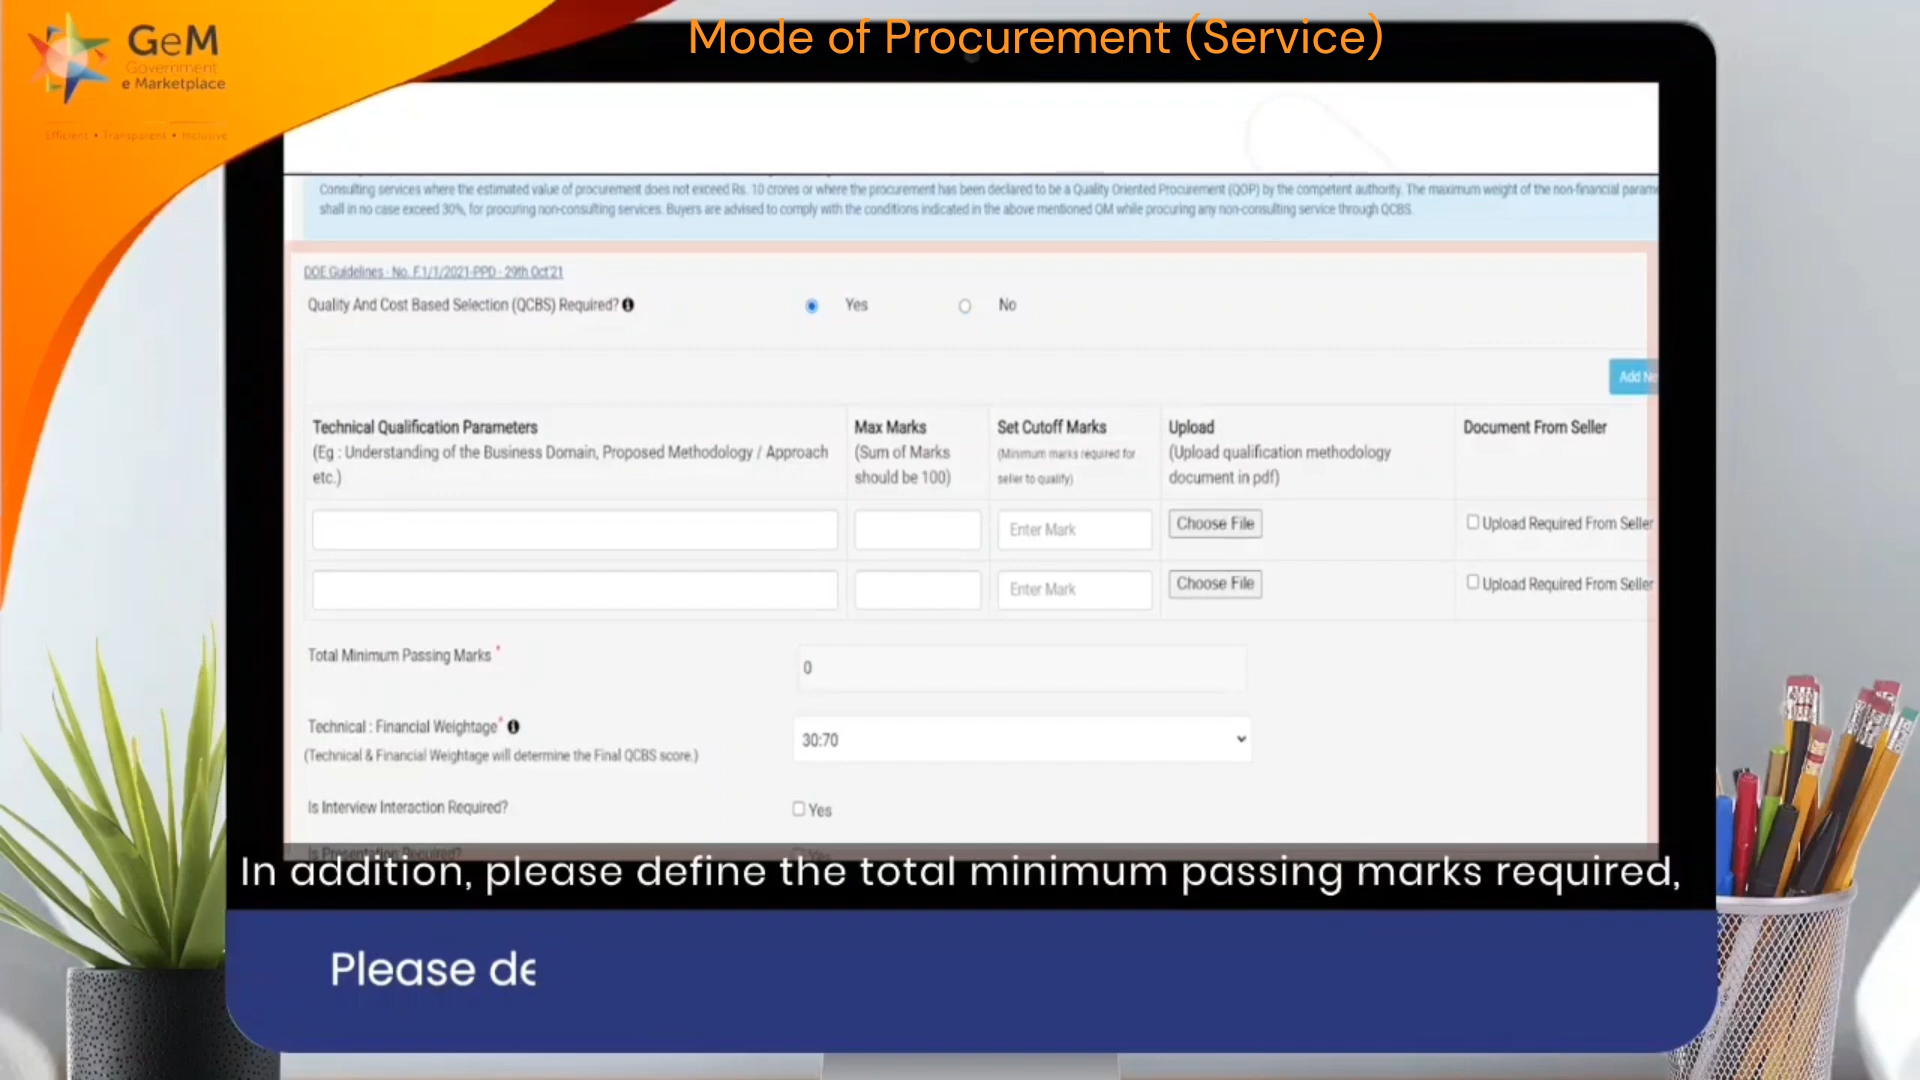 Mode of Procurement (Service)
GeM
Government
e Marketplace
Efficient • Transparent • Inclusive
Consulting services where the estimated value of procurement does not exceed Rs. 10 crores or where the procurement has been declared to be a Quality Oriented Procurement (QOP) by the competent authority. The maximum weight of the non-financial param
shall in no case exceed 30%, for procuring non-consulting services. Buyers are advised to comply with the conditions indicated in the above mentioned OM while procuring any non-consulting service through QCBS.
DOE Guidelines - No. F.1/1/2021-PPD - 29th Oct'21
Quality And Cost Based Selection (QCBS) Required? Yes No
Add Ne
Technical Qualification Parameters Max Marks Set Cutoff Marks Upload Document From Seller
(Eg : Understanding of the Business Domain, Proposed Methodology / Approach (Sum of Marks (Minimum marks required for (Upload qualification methodology
etc.) should be 100) seller to qualify) document in pdf)
Enter Mark Choose File Upload Required From Seller
Enter Mark Choose File Upload Required From Seller
Total Minimum Passing Marks * 0
Technical : Financial Weightage* 30:70
(Technical & Financial Weightage will determine the Final QCBS score.)
Is Interview Interaction Required? Yes
Is Presentation Required? Yes
In addition, please define the total minimum passing marks required,
Please de